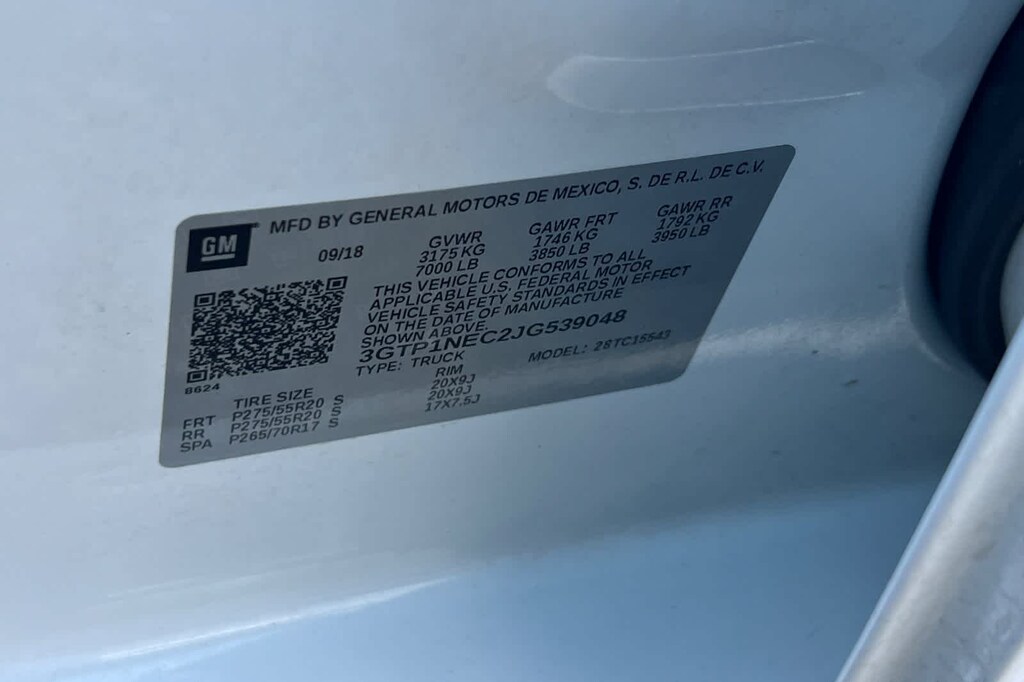 GM
MFD BY GENERAL MOTORS DE MEXICO, S. DE R.L. DE C.V.
09/18
GVWR GAWR FRT GAWR RR
3175 KG 1746 KG 1792 KG
7000 LB 3850 LB 3950 LB
THIS VEHICLE CONFORMS TO ALL
APPLICABLE U.S. FEDERAL MOTOR
VEHICLE SAFETY STANDARDS IN EFFECT
ON THE DATE OF MANUFACTURE
SHOWN ABOVE.
3GTP1NEC2JG539048
TYPE: TRUCK MODEL: 28TC15543
8624
TIRE SIZE RIM
FRT P275/55R20 S 20X9J
RR P275/55R20 S 20X9J
SPA P265/70R17 S 17X7.5J